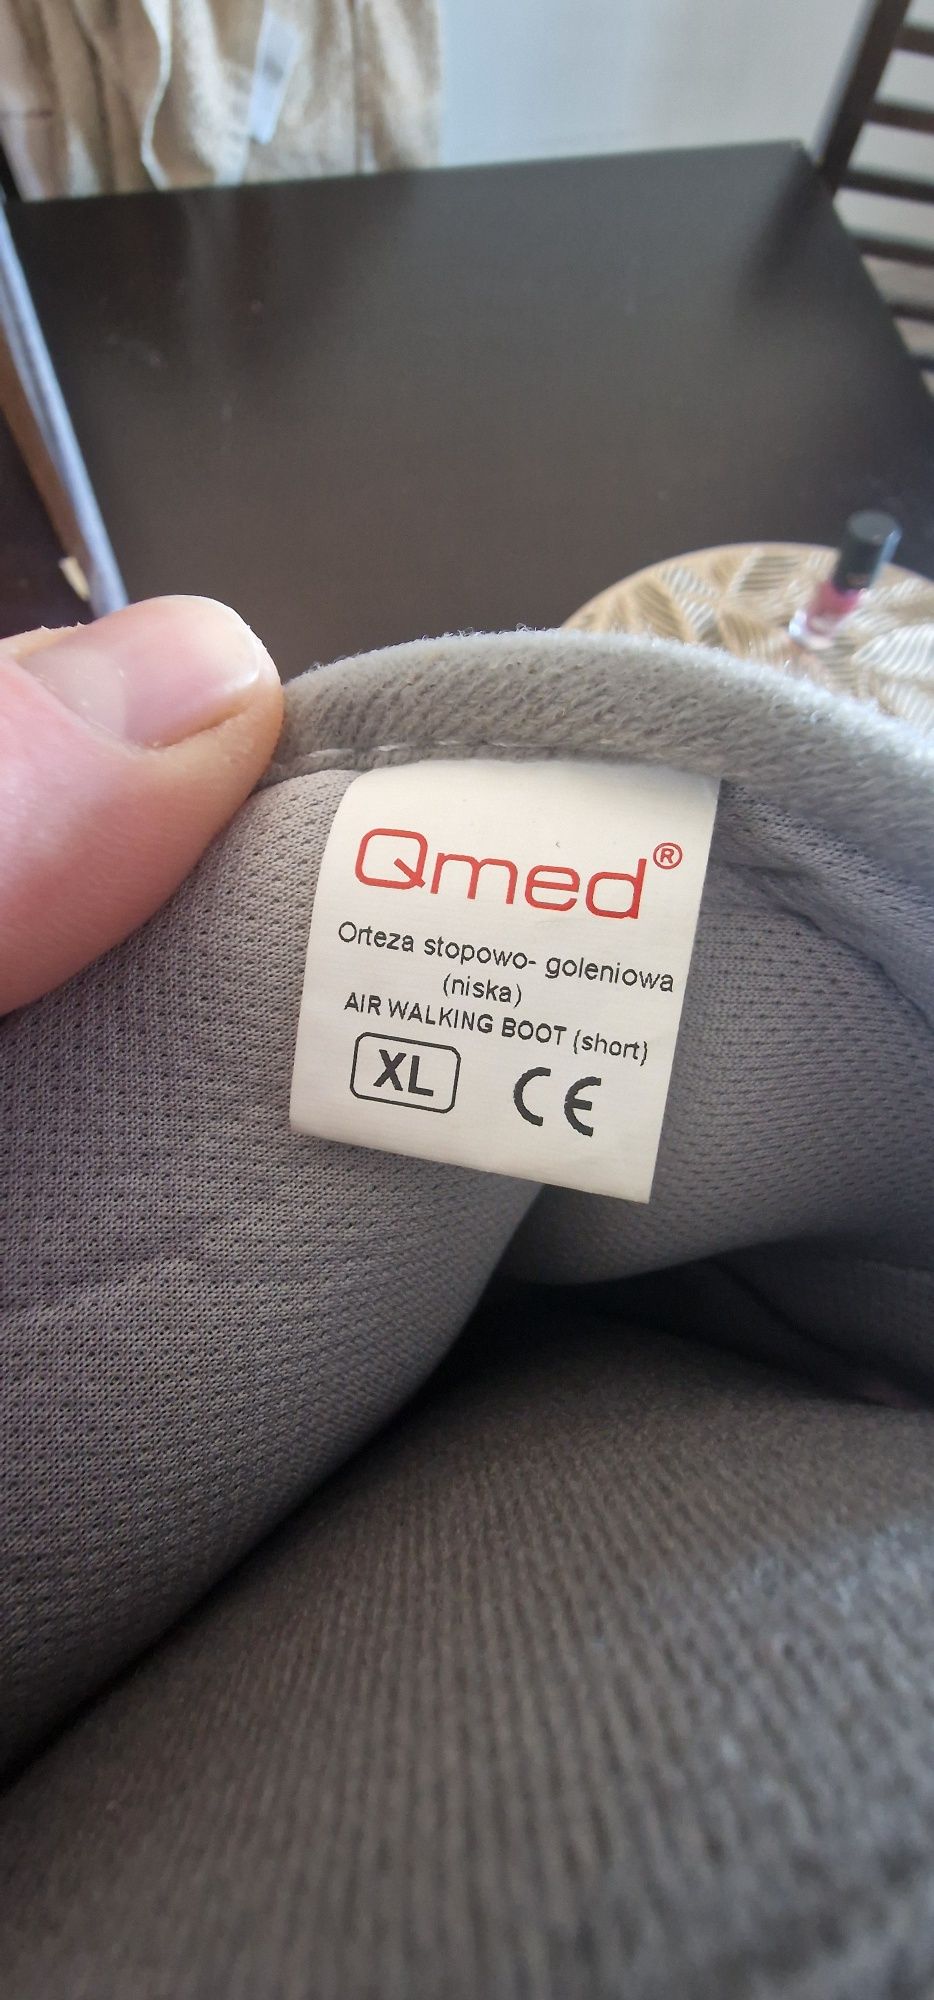 Qmed®
Orteza stopowo- goleniowa
(niska)
AIR WALKING BOOT (short)
XL CE